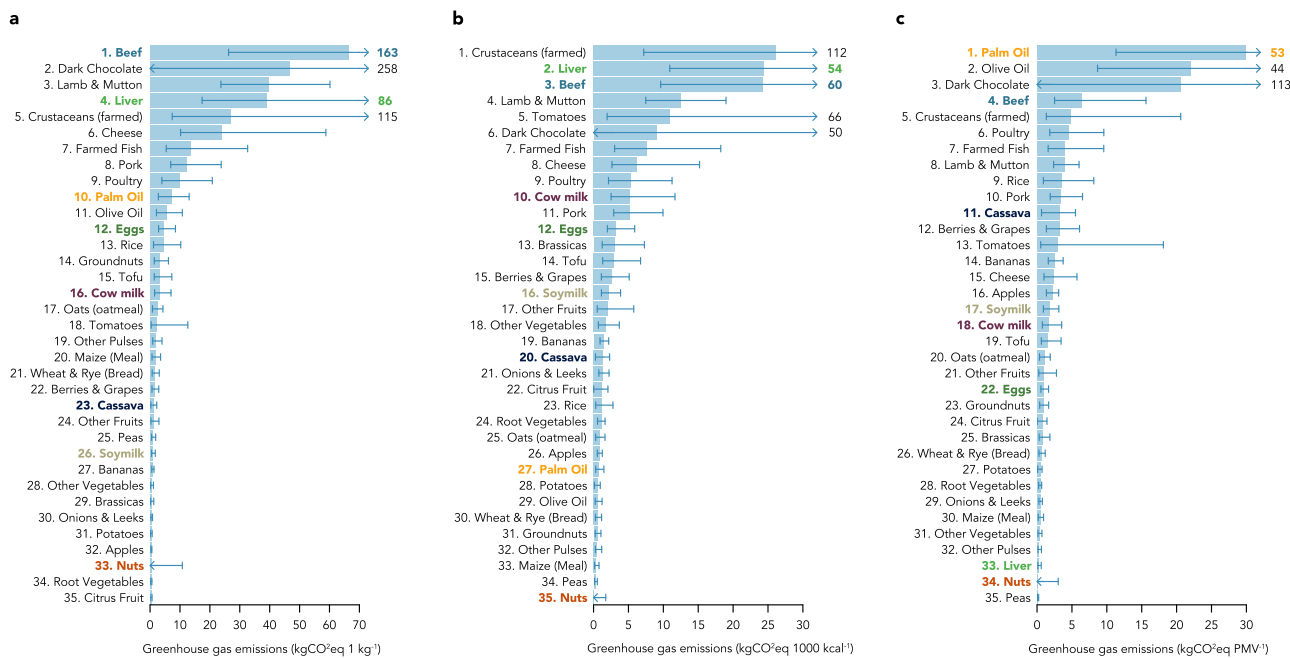 a
1. Beef
163
2. Dark Chocolate
258
3. Lamb & Mutton
4. Liver
86
5. Crustaceans (farmed)
115
6. Cheese
7. Farmed Fish
8. Pork
9. Poultry
10. Palm Oil
11. Olive Oil
12. Eggs
13. Rice
14. Groundnuts
15. Tofu
16. Cow milk
17. Oats (oatmeal)
18. Tomatoes
19. Other Pulses
20. Maize (Meal)
21. Wheat & Rye (Bread)
22. Berries & Grapes
23. Cassava
24. Other Fruits
25. Peas
26. Soymilk
27. Bananas
28. Other Vegetables
29. Brassicas
30. Onions & Leeks
31. Potatoes
32. Apples
33. Nuts
34. Root Vegetables
35. Citrus Fruit
0 10 20 30 40 50 60 70
Greenhouse gas emissions (kgCO²eq 1 kg⁻¹)
b
1. Crustaceans (farmed)
112
2. Liver
54
3. Beef
60
4. Lamb & Mutton
5. Tomatoes
66
6. Dark Chocolate
50
7. Farmed Fish
8. Cheese
9. Poultry
10. Cow milk
11. Pork
12. Eggs
13. Brassicas
14. Tofu
15. Berries & Grapes
16. Soymilk
17. Other Fruits
18. Other Vegetables
19. Bananas
20. Cassava
21. Onions & Leeks
22. Citrus Fruit
23. Rice
24. Root Vegetables
25. Oats (oatmeal)
26. Apples
27. Palm Oil
28. Potatoes
29. Olive Oil
30. Wheat & Rye (Bread)
31. Groundnuts
32. Other Pulses
33. Maize (Meal)
34. Peas
35. Nuts
0 5 10 15 20 25 30
Greenhouse gas emissions (kgCO²eq 1000 kcal⁻¹)
c
1. Palm Oil
53
2. Olive Oil
44
3. Dark Chocolate
113
4. Beef
5. Crustaceans (farmed)
6. Poultry
7. Farmed Fish
8. Lamb & Mutton
9. Rice
10. Pork
11. Cassava
12. Berries & Grapes
13. Tomatoes
14. Bananas
15. Cheese
16. Apples
17. Soymilk
18. Cow milk
19. Tofu
20. Oats (oatmeal)
21. Other Fruits
22. Eggs
23. Groundnuts
24. Citrus Fruit
25. Brassicas
26. Wheat & Rye (Bread)
27. Potatoes
28. Root Vegetables
29. Onions & Leeks
30. Maize (Meal)
31. Other Vegetables
32. Other Pulses
33. Liver
34. Nuts
35. Peas
0 5 10 15 20 25 30
Greenhouse gas emissions (kgCO²eq PMV⁻¹)